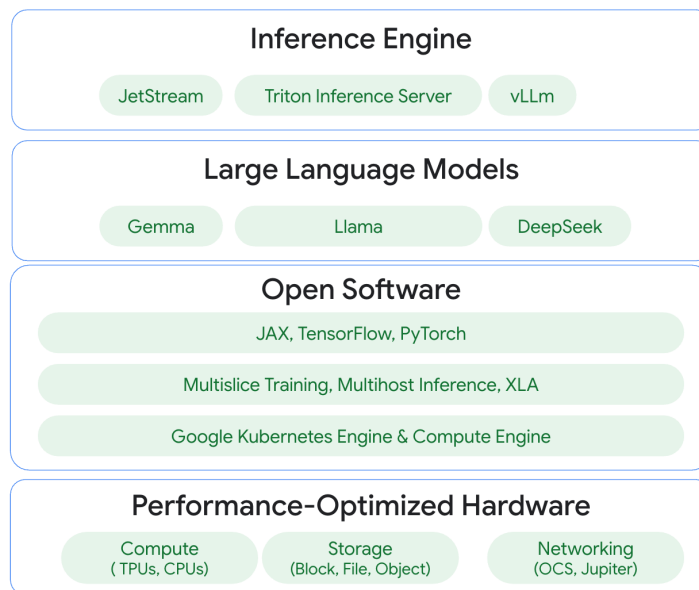 Inference Engine
JetStream
Triton Inference Server
vLLm
Large Language Models
Gemma
Llama
DeepSeek
Open Software
JAX, TensorFlow, PyTorch
Multislice Training, Multihost Inference, XLA
Google Kubernetes Engine & Compute Engine
Performance-Optimized Hardware
Compute
( TPUs, CPUs)
Storage
(Block, File, Object)
Networking
(OCS, Jupiter)